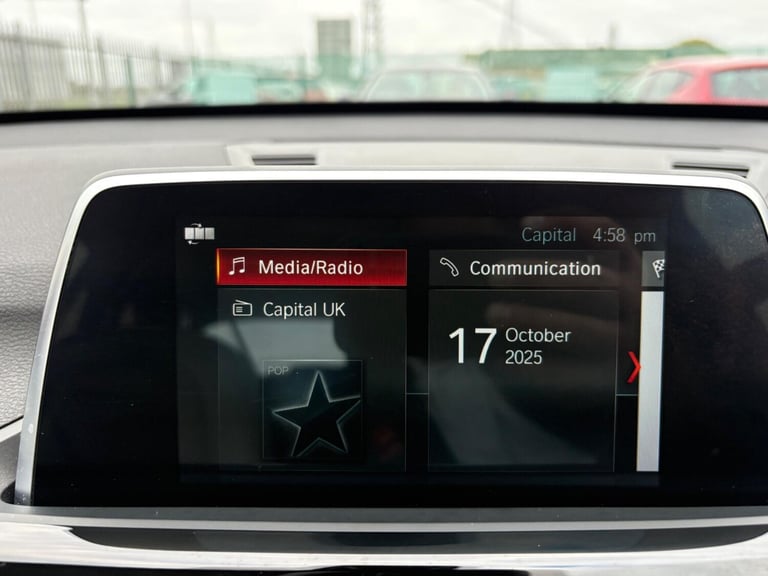 Capital 4:58 pm
Media/Radio
Communication
Capital UK
17 October
2025
POP